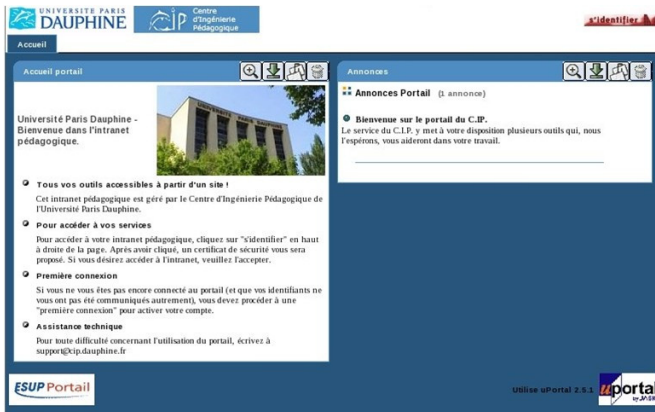 UNIVERSITE PARIS
DAUPHINE
CIP
Centre
d'Ingénierie
Pédagogique
s'identifier
Accueil
Accueil portail
Université Paris Dauphine -
Bienvenue dans l'intranet
pédagogique.
UNIVERSITE PARIS DAUPHINE
Tous vos outils accessibles à partir d'un site !
Cet intranet pédagogique est géré par le Centre d'Ingénierie Pédagogique de
l'Université Paris Dauphine.
Pour accéder à vos services
Pour accéder à votre intranet pédagogique, cliquez sur "s'identifier" en haut
à droite de la page. Après avoir cliqué, un certificat de sécurité vous sera
proposé. Si vous désirez accéder à l'intranet, veuillez l'accepter.
Première connexion
Si vous ne vous êtes pas encore connecté au portail (et que vos identifiants ne
vous ont pas été communiqués autrement), vous devez procéder à une
"première connexion" pour activer votre compte.
Assistance technique
Pour toute difficulté concernant l'utilisation du portail, écrivez à
support@cip.dauphine.fr
Annonces
Annonces Portail (1 annonce)
Bienvenue sur le portail du C.IP.
Le service du C.I.P. y met à votre disposition plusieurs outils qui, nous
l'espérons, vous aideront dans votre travail.
ESUP Portail
Utilise uPortal 2.5.1
uportal
by JASIG